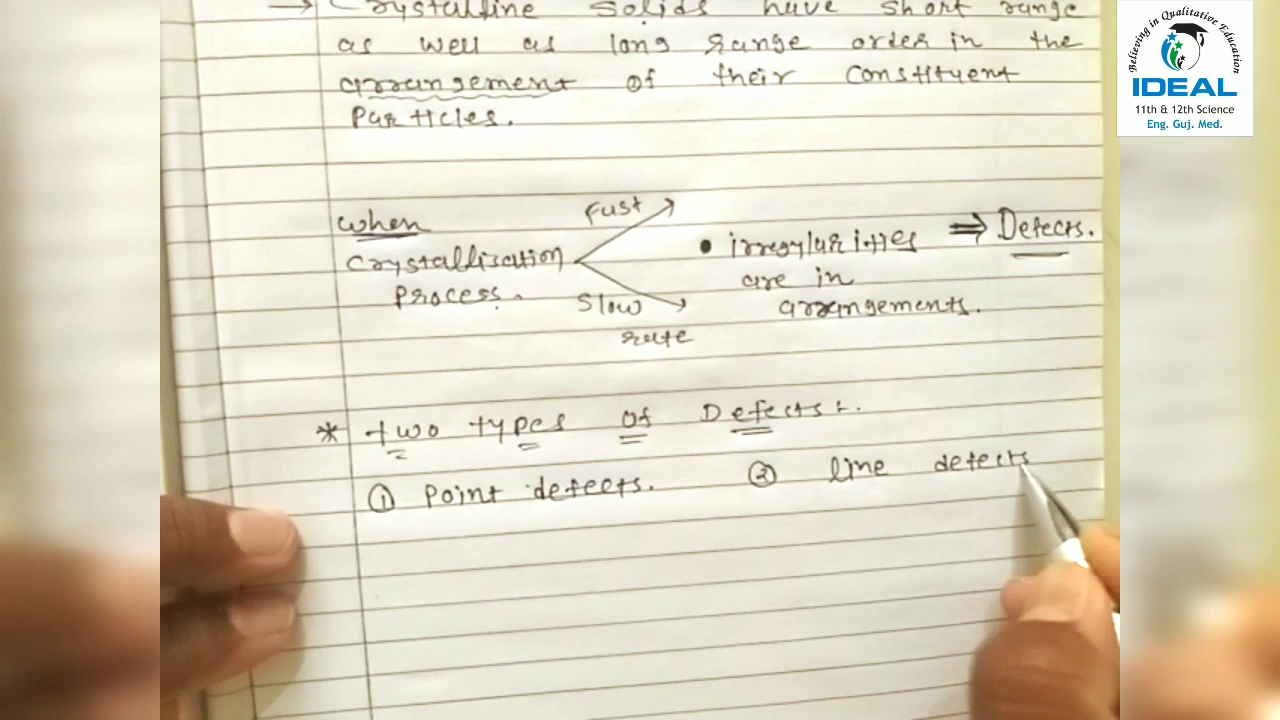 → Crystalline solids have short range
as well as long range order in the
arrangement of their constituent
particles.
when
crystallization
process.
Fast
Slow
rate
• irregularities
are in
arrangements.
⇒ Defects.
* two types of Defects :-
① Point defects. ② line defects
Believing in Qualitative Education
IDEAL
11th & 12th Science
Eng. Guj. Med.